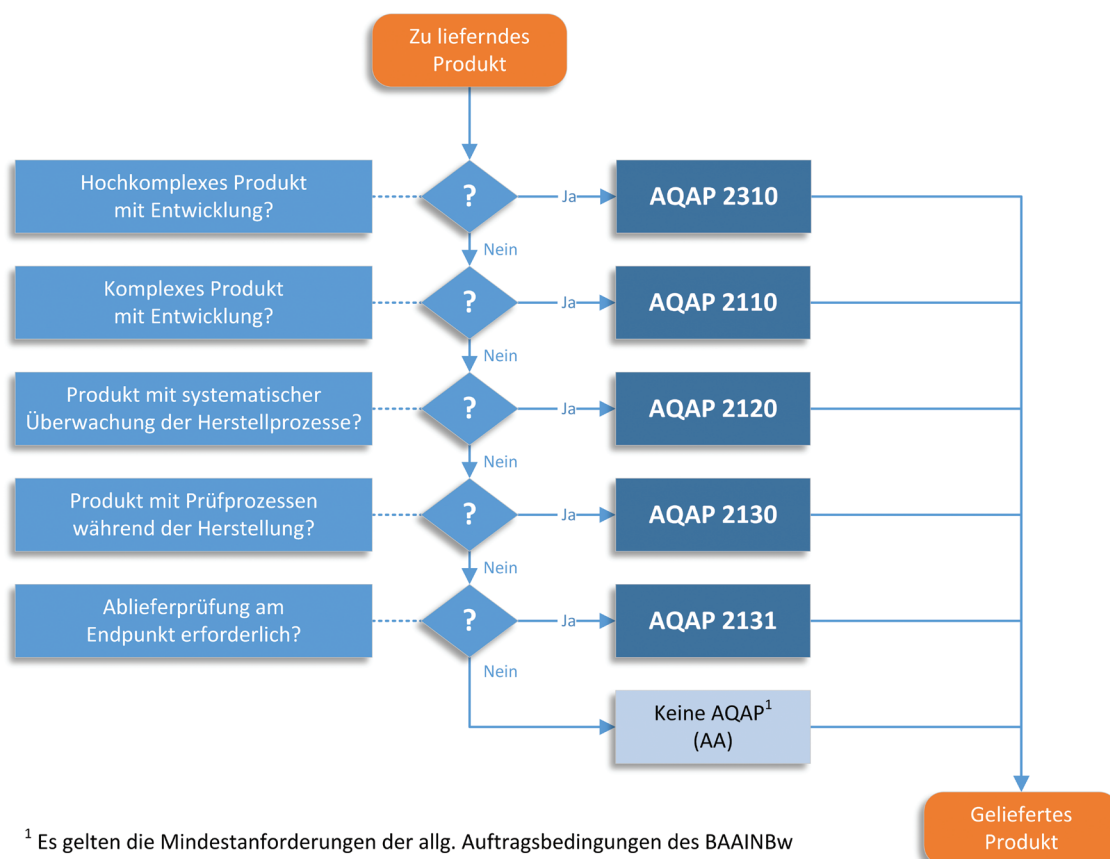 Zu lieferndes
Produkt
Hochkomplexes Produkt
mit Entwicklung?
?
Ja
AQAP 2310
Nein
Komplexes Produkt
mit Entwicklung?
?
Ja
AQAP 2110
Nein
Produkt mit systematischer
Überwachung der Herstellprozesse?
?
Ja
AQAP 2120
Nein
Produkt mit Prüfprozessen
während der Herstellung?
?
Ja
AQAP 2130
Nein
Ablieferprüfung am
Endpunkt erforderlich?
?
Ja
AQAP 2131
Nein
Keine AQAP¹
(AA)
Geliefertes
Produkt
¹ Es gelten die Mindestanforderungen der allg. Auftragsbedingungen des BAAINBw